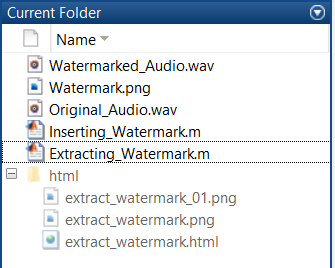 Current Folder
Name
Watermarked_Audio.wav
Watermark.png
Original_Audio.wav
Inserting_Watermark.m
Extracting_Watermark.m
html
extract_watermark_01.png
extract_watermark.png
extract_watermark.html